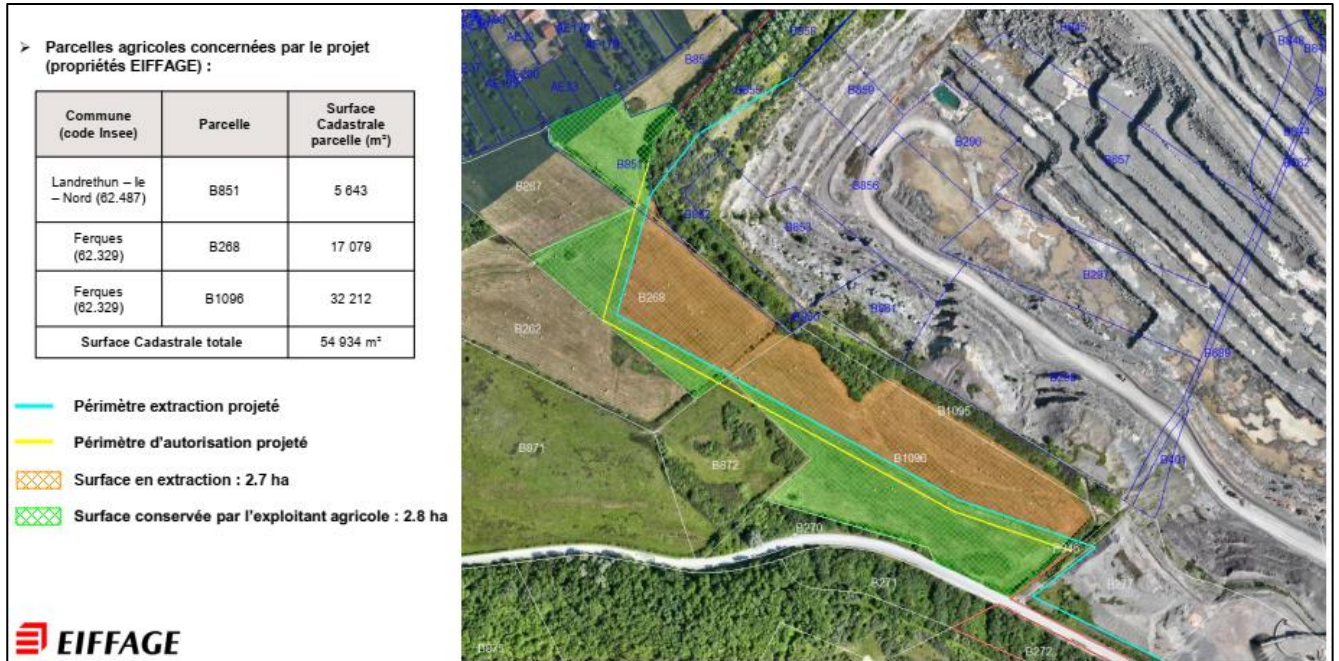 ➢ Parcelles agricoles concernées par le projet
(propriétés EIFFAGE) :
Commune
(code Insee)
Parcelle
Surface
Cadastrale
parcelle (m²)
Landrethun – le
– Nord (62.487)
B851
5 643
Ferques
(62.329)
B268
17 079
Ferques
(62.329)
B1096
32 212
Surface Cadastrale totale
54 934 m²
Périmètre extraction projeté
Périmètre d'autorisation projeté
Surface en extraction : 2.7 ha
Surface conservée par l'exploitant agricole : 2.8 ha
EIFFAGE
B851
B267
B268
B262
B871
B872
B1095
B1096
B270
B271
B272
B277
B401
B689
B297
B290
B856
B859
B853
B857